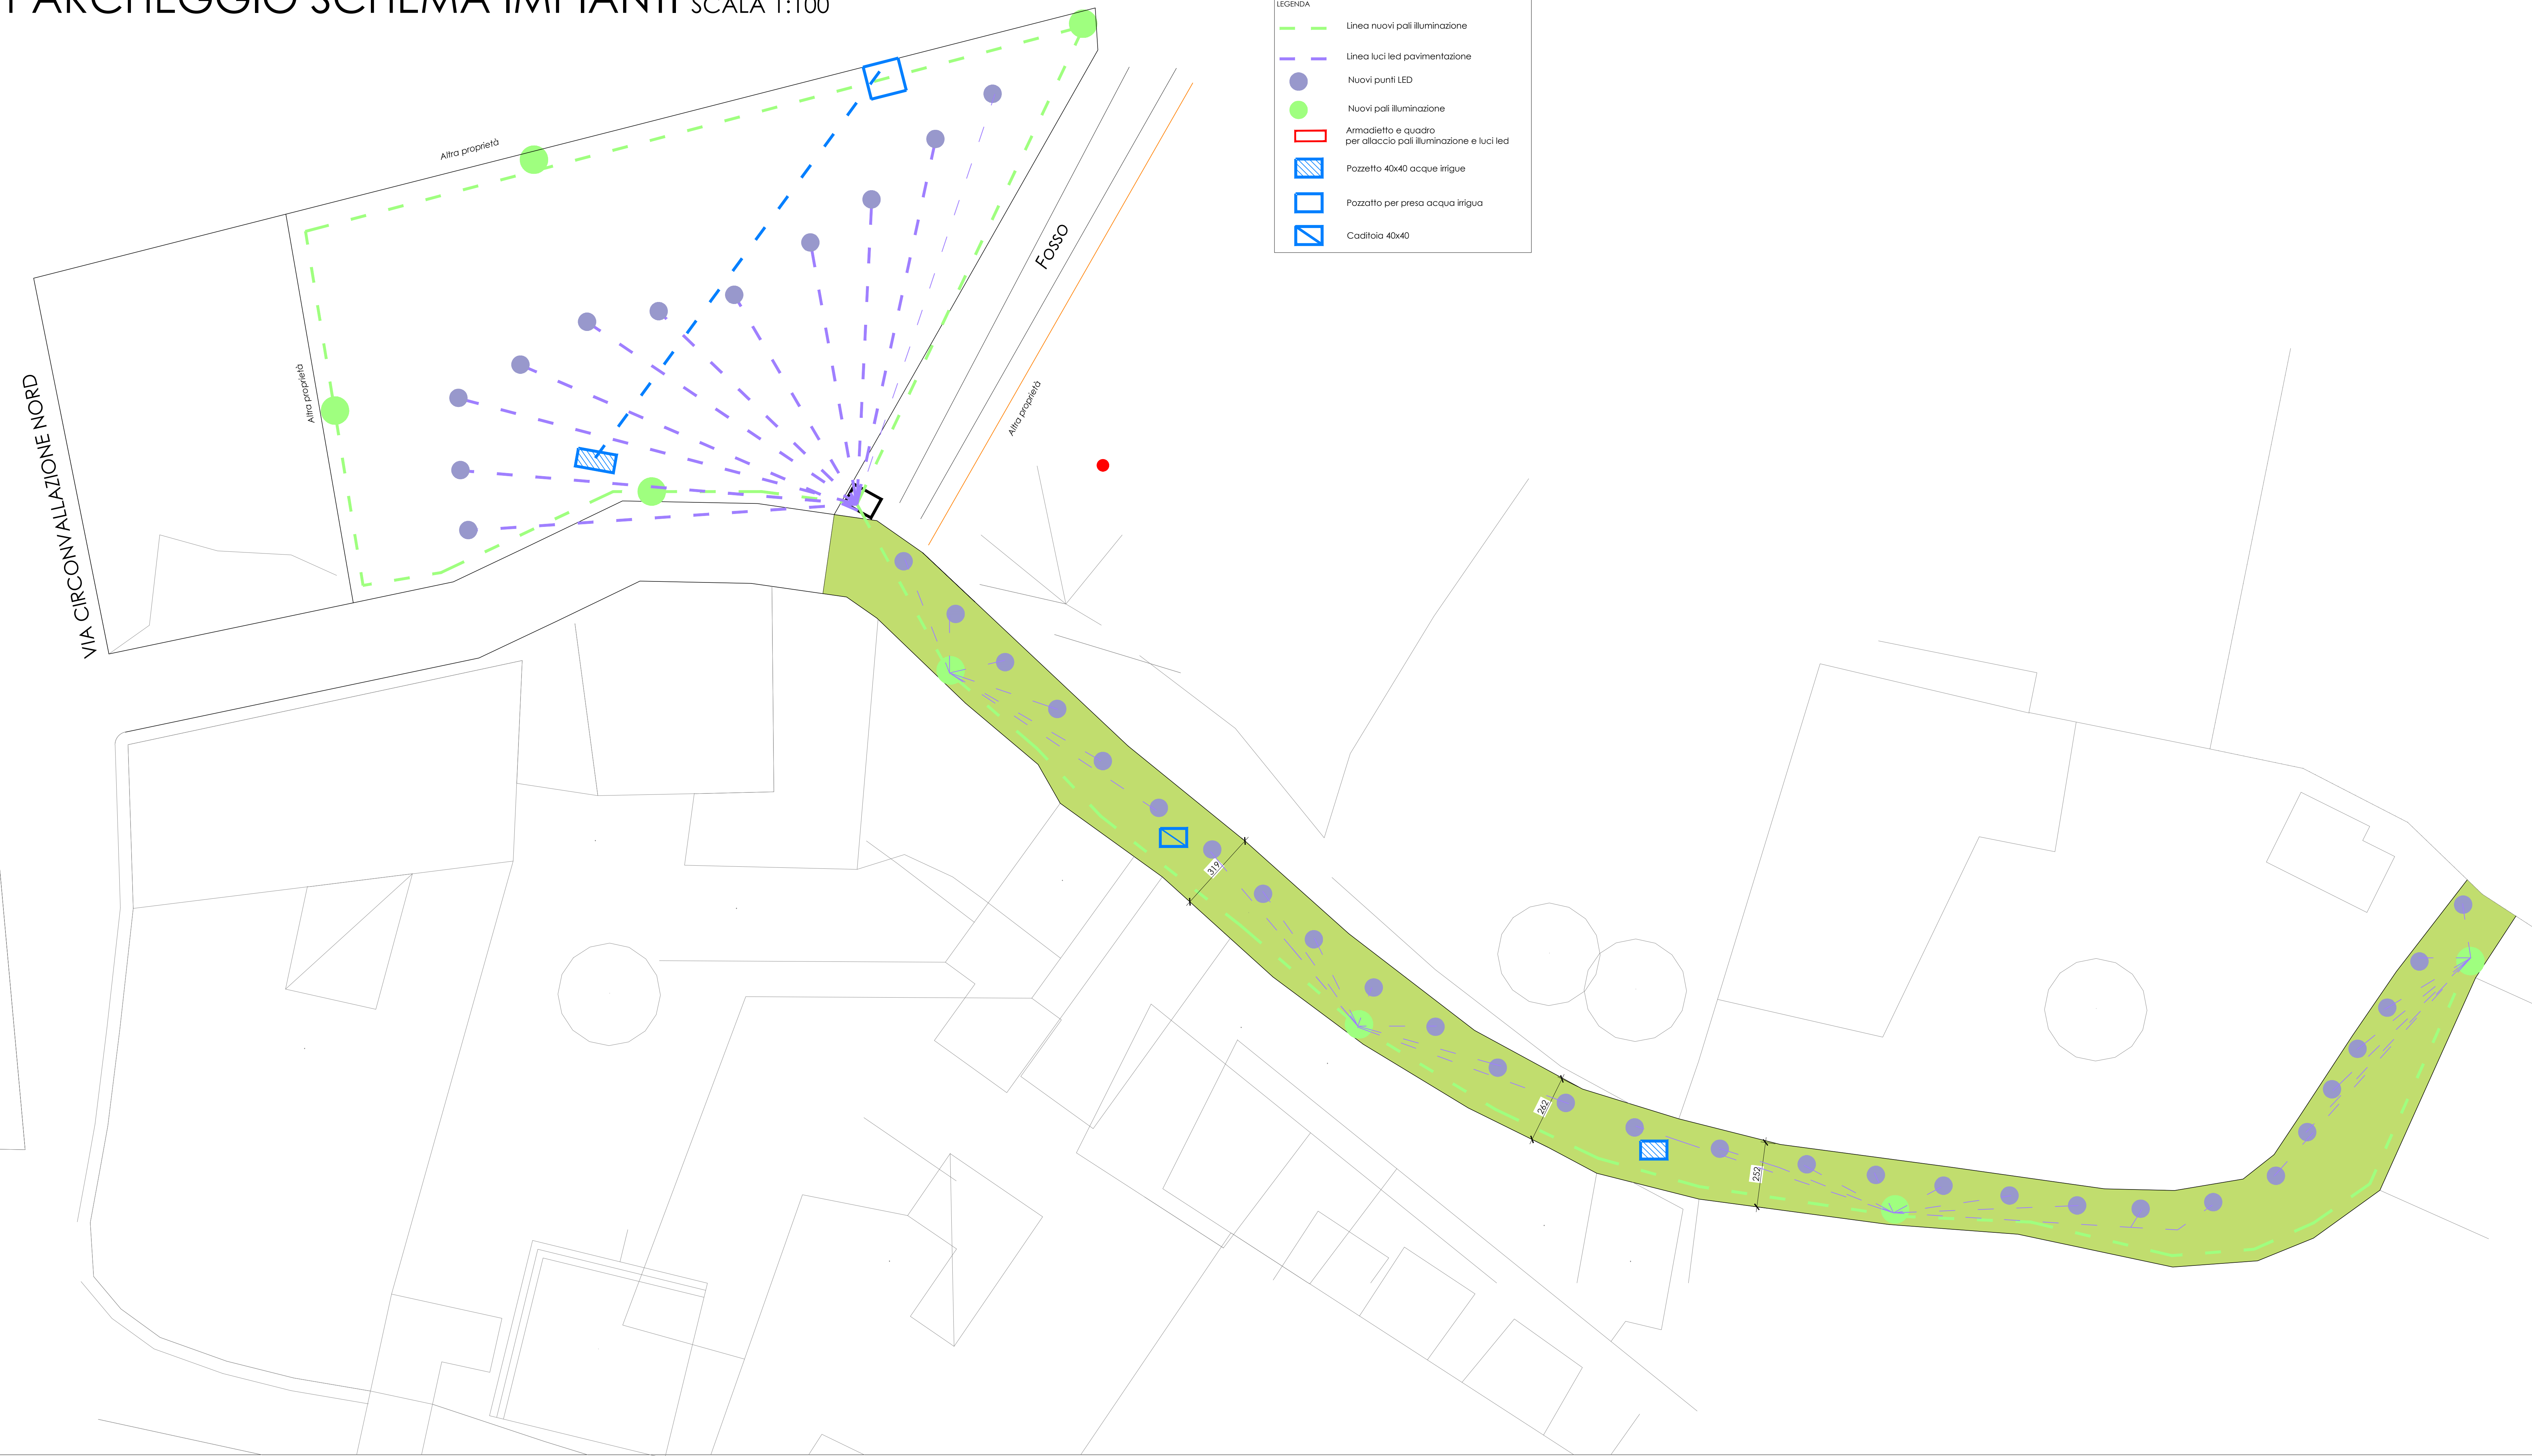 PARCHEGGIO SCHEMA IMPIANTI SCALA 1:100
LEGENDA
Linea nuovi pali illuminazione
Linea luci led pavimentazione
Nuovi punti LED
Nuovi pali illuminazione
Armadietto e quadro
per allaccio pali illuminazione e luci led
Pozzetto 40x40 acque irrigue
Pozzatto per presa acqua irrigua
Caditoia 40x40
Altra proprietà
Altra proprietà
FOSSO
Altra proprietà
VIA CIRCONVALLAZIONE NORD
319
262
252